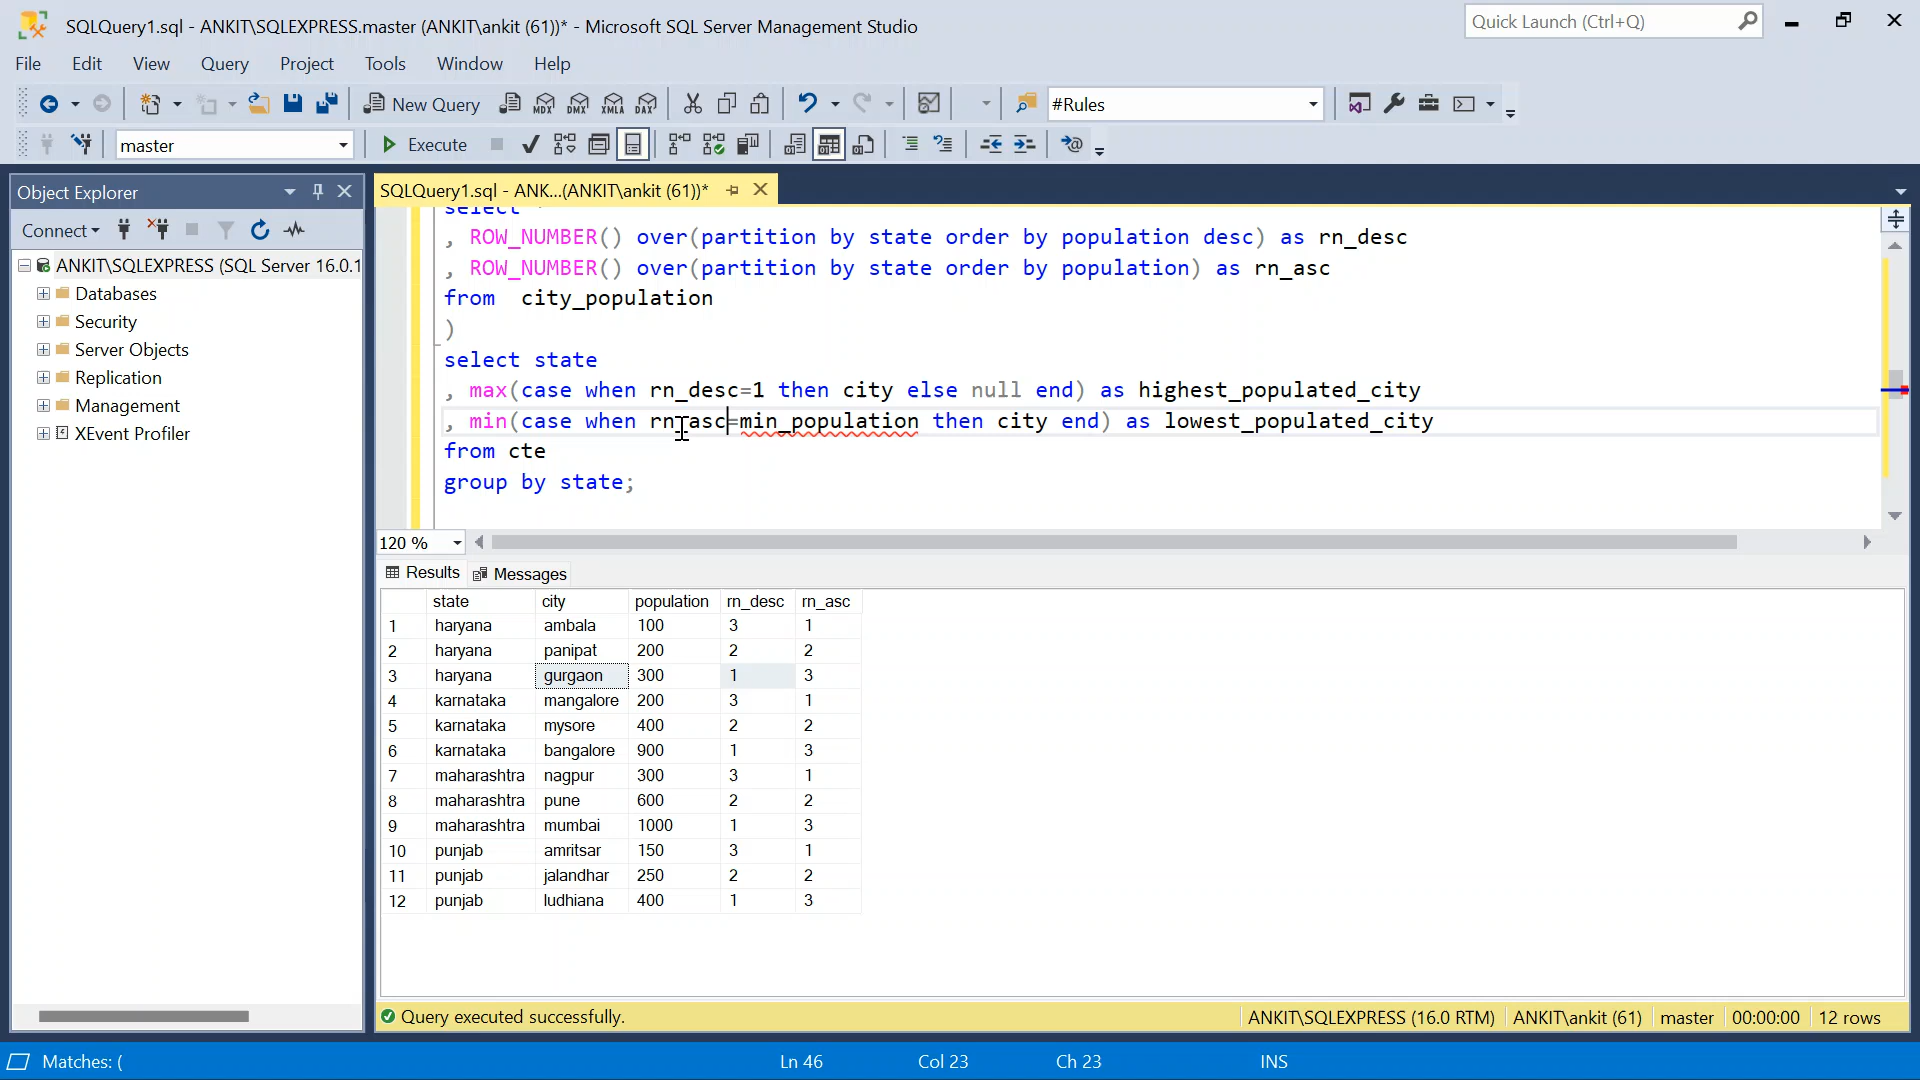 SQLQuery1.sql - ANKIT\SQLEXPRESS.master (ANKIT\ankit (61))* - Microsoft SQL Server Management Studio
Quick Launch (Ctrl+Q)
File Edit View Query Project Tools Window Help
New Query MDX DMX XMLA DAX #Rules
master Execute
Object Explorer
Connect
ANKIT\SQLEXPRESS (SQL Server 16.0.1
Databases
Security
Server Objects
Replication
Management
XEvent Profiler
SQLQuery1.sql - ANK...(ANKIT\ankit (61))*
select *
, ROW_NUMBER() over(partition by state order by population desc) as rn_desc
, ROW_NUMBER() over(partition by state order by population) as rn_asc
from city_population
)
select state
, max(case when rn_desc=1 then city else null end) as highest_populated_city
, min(case when rn_asc=min_population then city end) as lowest_populated_city
from cte
group by state;
120 %
Results Messages
state city population rn_desc rn_asc
1 haryana ambala 100 3 1
2 haryana panipat 200 2 2
3 haryana gurgaon 300 1 3
4 karnataka mangalore 200 3 1
5 karnataka mysore 400 2 2
6 karnataka bangalore 900 1 3
7 maharashtra nagpur 300 3 1
8 maharashtra pune 600 2 2
9 maharashtra mumbai 1000 1 3
10 punjab amritsar 150 3 1
11 punjab jalandhar 250 2 2
12 punjab ludhiana 400 1 3
Query executed successfully. ANKIT\SQLEXPRESS (16.0 RTM) ANKIT\ankit (61) master 00:00:00 12 rows
Matches: ( Ln 46 Col 23 Ch 23 INS